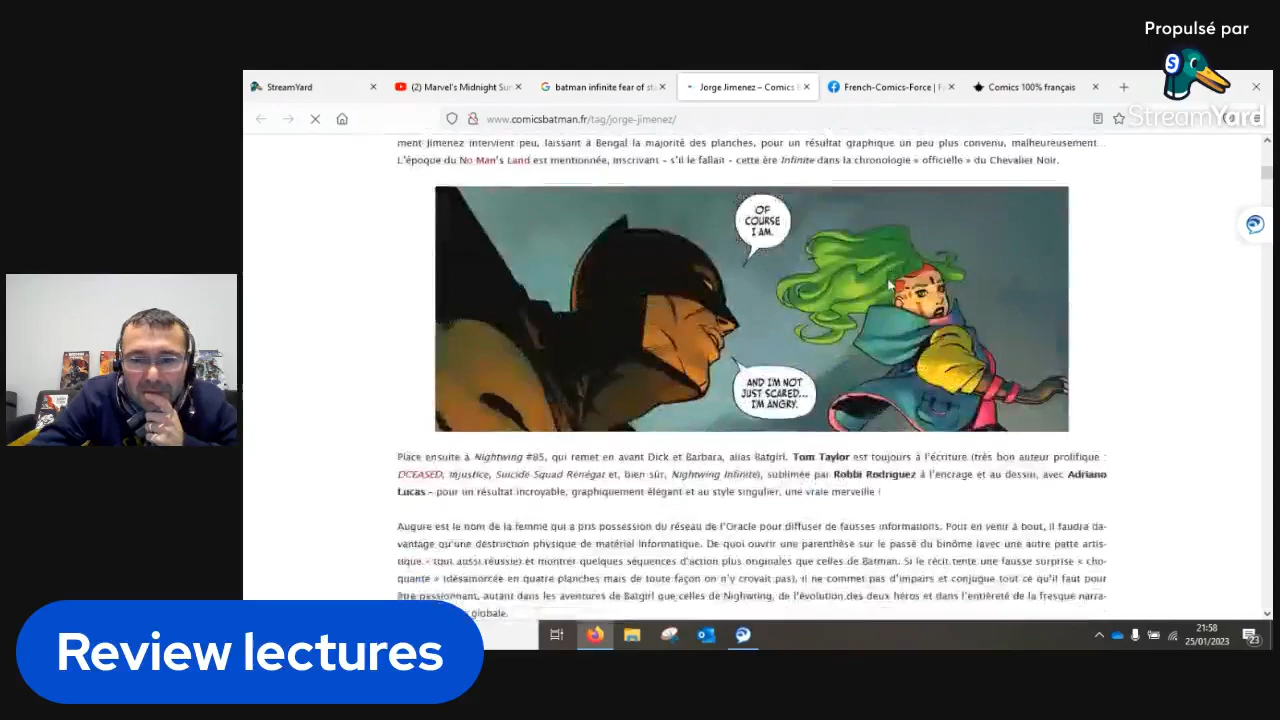 Propulsé par
StreamYard
StreamYard
(2) Marvel's Midnight Sun
batman infinite fear of st
Jorge Jimenez – Comics B
French-Comics-Force | F
Comics 100% français
www.comicsbatman.fr/tag/jorge-jimenez/
ment Jimenez intervient peu, laissant à Bengal la majorité des planches, pour un résultat graphique un peu plus convenu, malheureusement…
L'époque du No Man's Land est mentionnée, inscrivant – s'il le fallait – cette ère Infinite dans la chronologie « officielle » du Chevalier Noir.
OF
COURSE
I AM.
AND I'M NOT
JUST SCARED...
I'M ANGRY.
Place ensuite à Nightwing #85, qui remet en avant Dick et Barbara, alias Batgirl. Tom Taylor est toujours à l'écriture (très bon auteur prolifique :
DCEASED, Injustice, Suicide Squad Rénégat et, bien sûr, Nightwing Infinite), sublimée par Robbi Rodriguez à l'encrage et au dessin, avec Adriano
Lucas – pour un résultat incroyable, graphiquement élégant et au style singulier, une vraie merveille !
Augure est le nom de la femme qui a pris possession du réseau de l'Oracle pour diffuser de fausses informations. Pour en venir à bout, il faudra da-
vantage qu'une destruction physique de matériel informatique. De quoi ouvrir une parenthèse sur le passé du binôme (avec une autre patte artis-
tique – tout aussi réussie) et montrer quelques séquences d'action plus originales que celles de Batman. Si le récit tente une fausse surprise « cho-
quante » (désamorcée en quatre planches mais de toute façon on n'y croyait pas), il ne commet pas d'impairs et conjugue tout ce qu'il faut pour
être passionnant, autant dans les aventures de Batgirl que celles de Nighwing, de l'évolution des deux héros et dans l'entièreté de la fresque narra-
globale.
21:58
25/01/2023
23
Review lectures